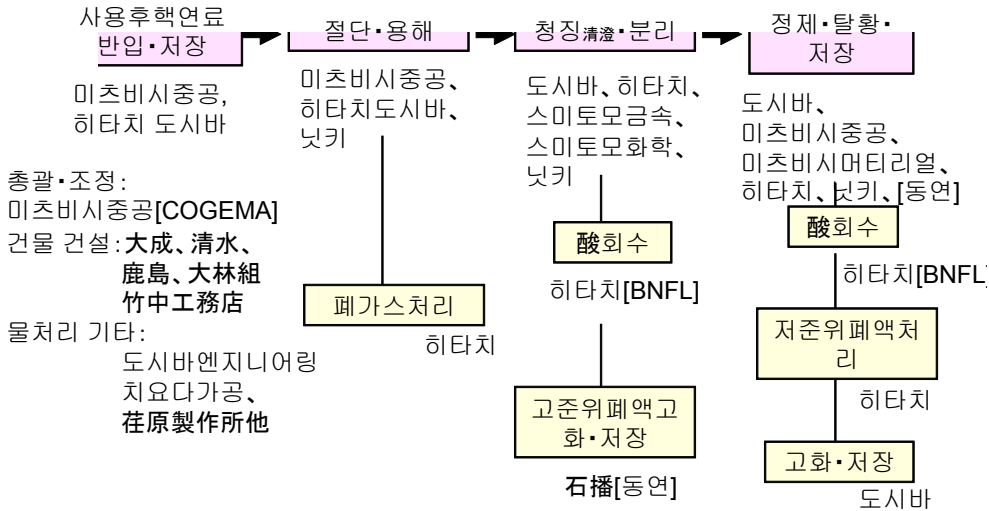 사용후핵연료
반입・저장
미츠비시중공,
히타치 도시바
절단・용해
미츠비시중공、
히타치도시바、
닛키
청징清澄・분리
도시바、히타치、
스미토모금속、
스미토모화학、
닛키
정제・탈황・
저장
도시바、
미츠비시중공、
미츠비시머티리얼、
히타치、닛키、[동연]
총괄・조정:
미츠비시중공[COGEMA]
건물 건설:大成、清水、
鹿島、大林組
竹中工務店
물처리 기타:
도시바엔지니어링
치요다가공、
荏原製作所他
폐가스처리
히타치
酸회수
히타치[BNFL]
고준위폐액고
화・저장
石播[동연]
酸회수
히타치[BNFL]
저준위폐액처
리
히타치
고화・저장
도시바